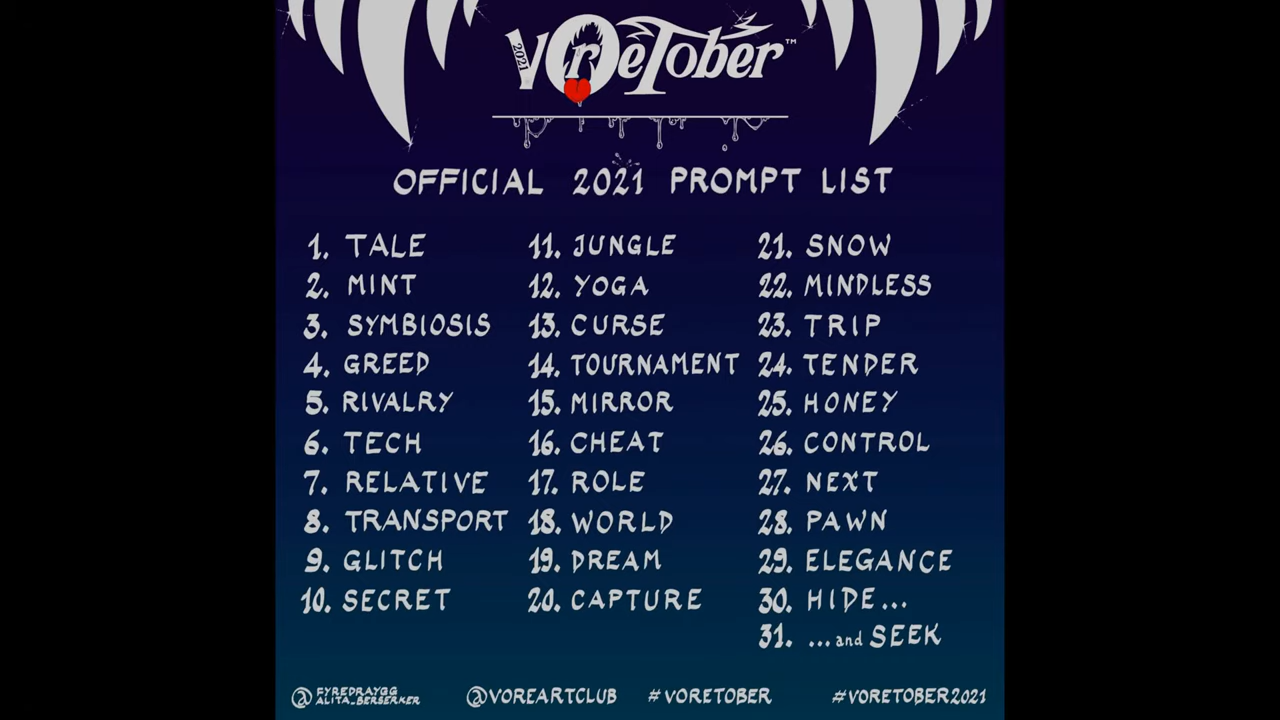 2021 VoreTober™
OFFICIAL 2021 PROMPT LIST
1. TALE
2. MINT
3. SYMBIOSIS
4. GREED
5. RIVALRY
6. TECH
7. RELATIVE
8. TRANSPORT
9. GLITCH
10. SECRET
11. JUNGLE
12. YOGA
13. CURSE
14. TOURNAMENT
15. MIRROR
16. CHEAT
17. ROLE
18. WORLD
19. DREAM
20. CAPTURE
21. SNOW
22. MINDLESS
23. TRIP
24. TENDER
25. HONEY
26. CONTROL
27. NEXT
28. PAWN
29. ELEGANCE
30. HIDE...
31. ...and SEEK
@ FYREDRAYGG
ALITA_BERSERKER
@VOREARTCLUB #VORETOBER #VORETOBER2021